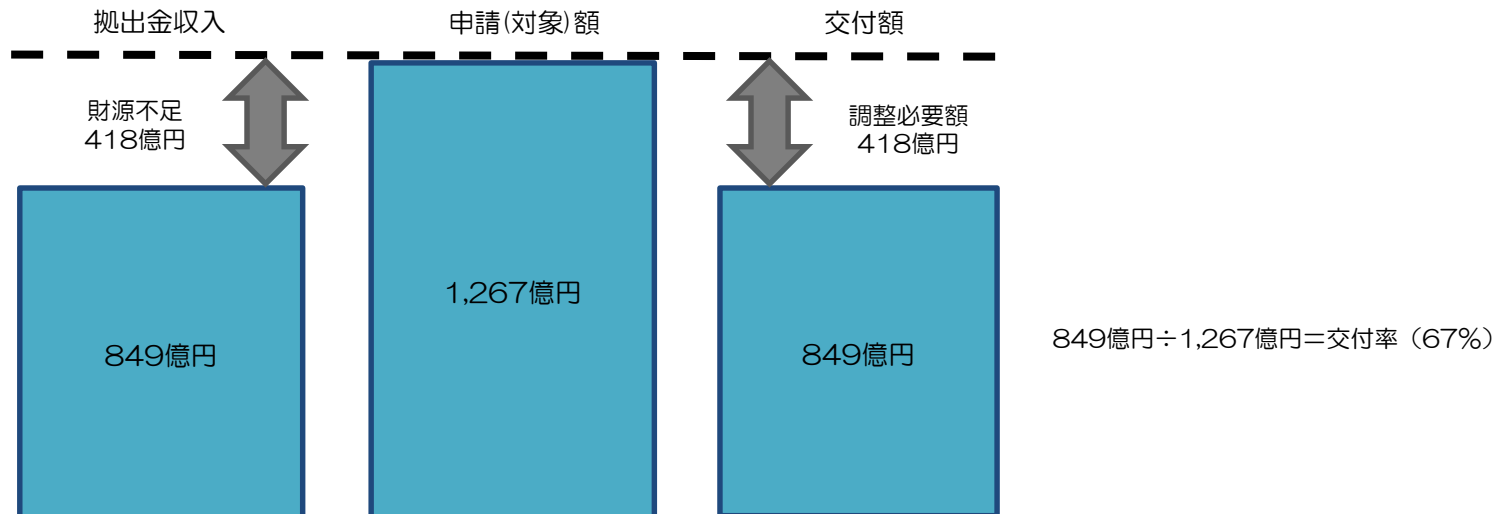 拠出金収入
申請(対象)額
交付額
財源不足
418億円
調整必要額
418億円
849億円
1,267億円
849億円
849億円÷1,267億円＝交付率（67%）